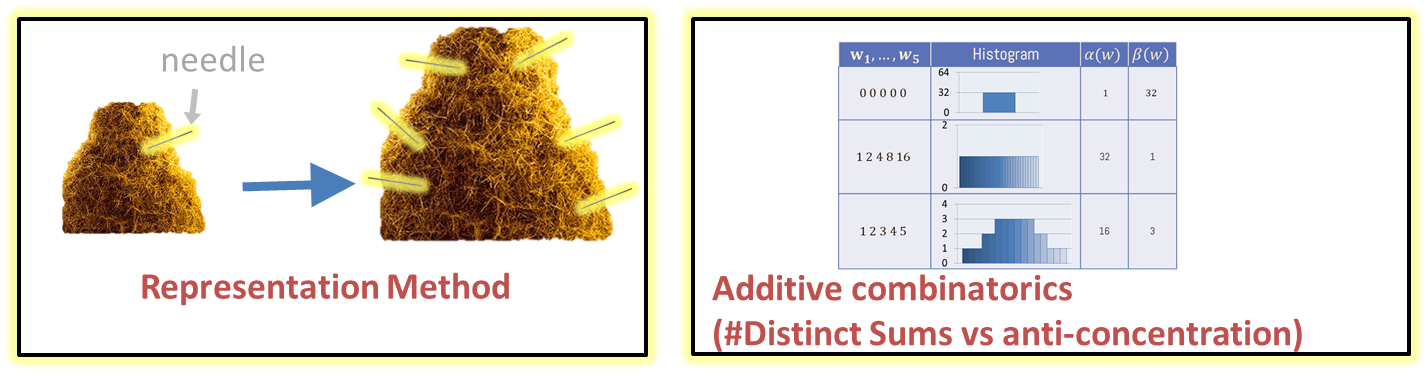 needle
Representation Method
w₁, …, w₅ Histogram α(w) β(w)
64
32
0
0 0 0 0 0 1 32
2
0
1 2 4 8 16 32 1
4
3
2
1
0
1 2 3 4 5 16 3
Additive combinatorics
(#Distinct Sums vs anti-concentration)